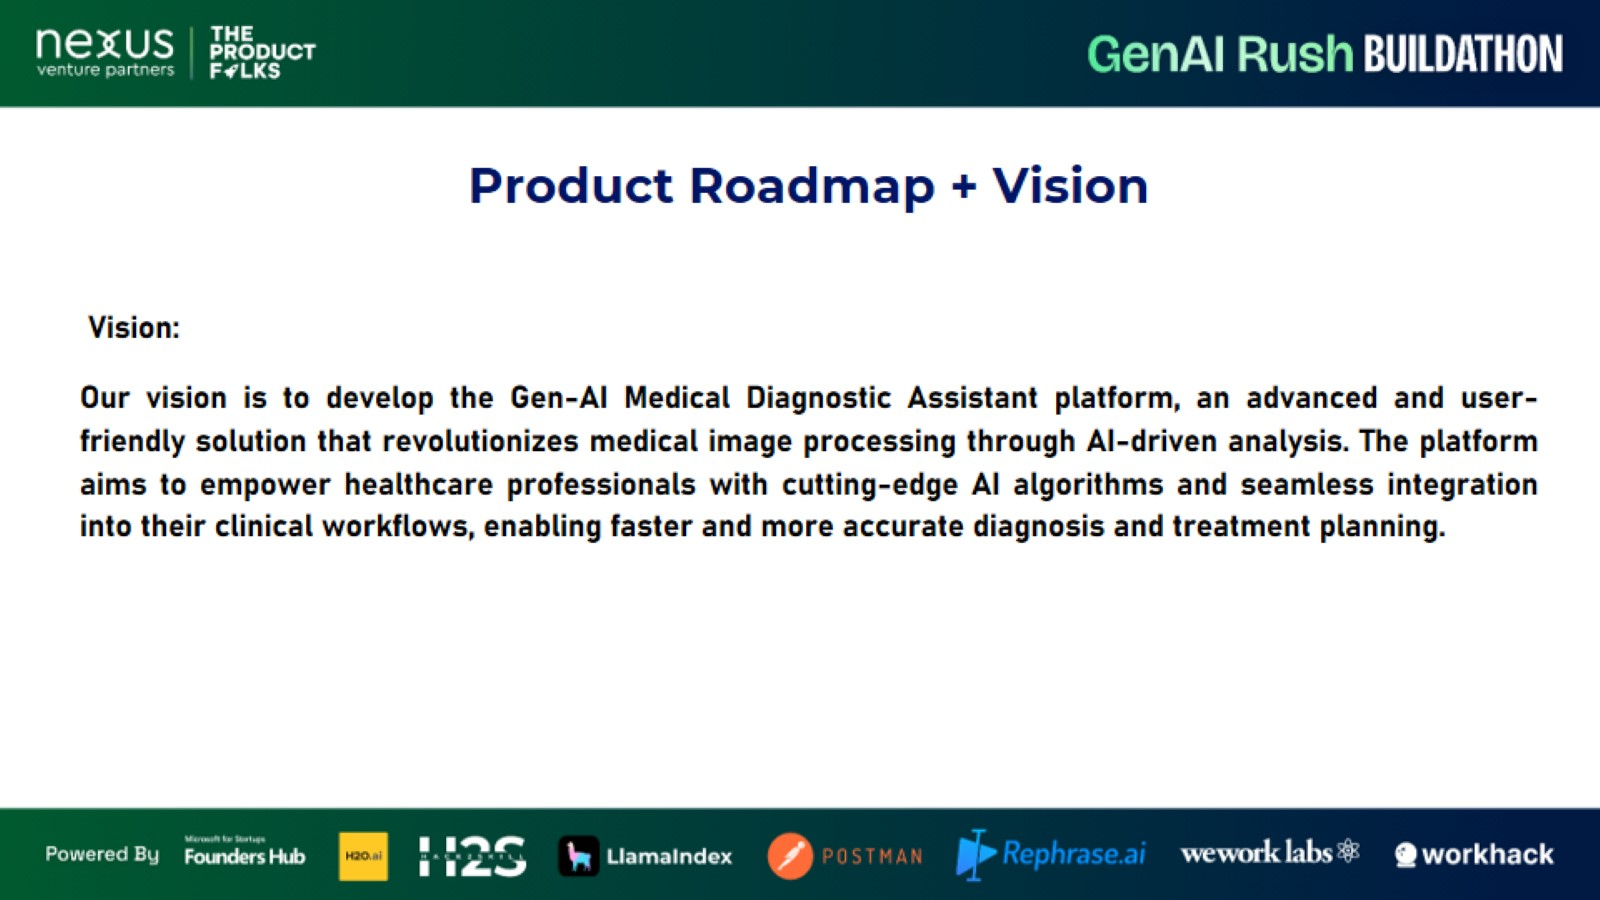 nexus
venture partners
THE
PRODUCT
FOLKS
GenAI Rush BUILDATHON
Product Roadmap + Vision
Vision:
Our vision is to develop the Gen-AI Medical Diagnostic Assistant platform, an advanced and user-
friendly solution that revolutionizes medical image processing through AI-driven analysis. The platform
aims to empower healthcare professionals with cutting-edge AI algorithms and seamless integration
into their clinical workflows, enabling faster and more accurate diagnosis and treatment planning.
Powered By
Microsoft for Startups
Founders Hub
H2O.ai
H2S
HACK2SKILL
LlamaIndex
POSTMAN
Rephrase.ai
wework labs
workhack